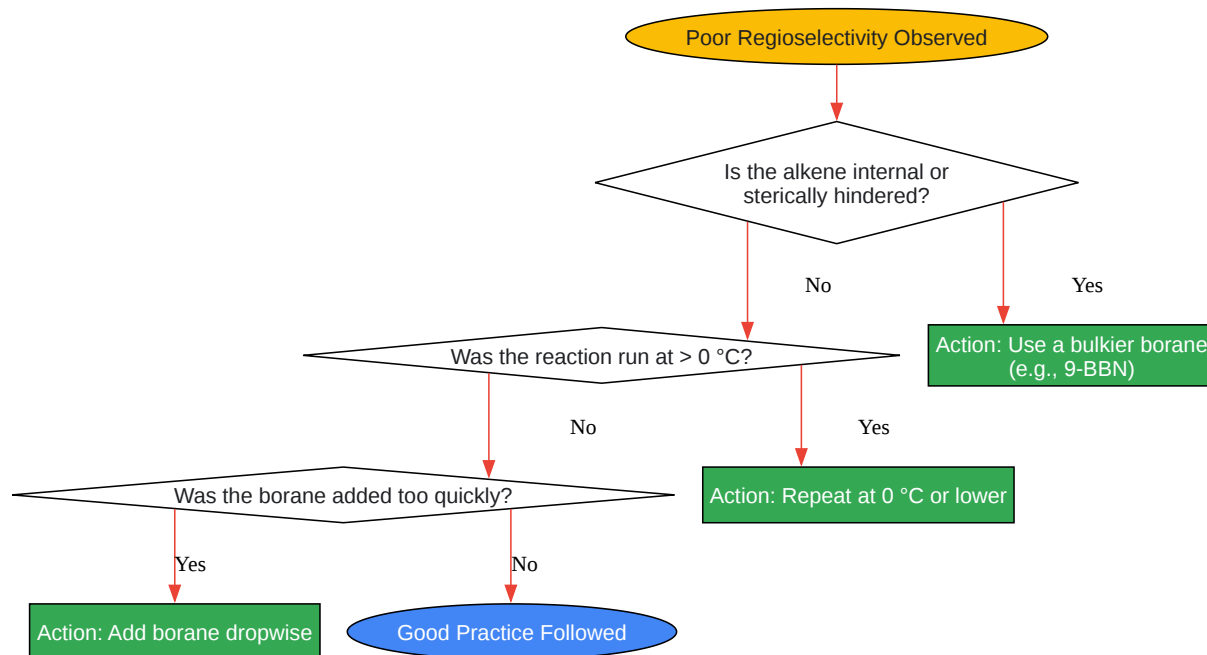 Poor Regioselectivity Observed
Is the alkene internal or
sterically hindered?
No
Yes
Action: Use a bulkier borane
(e.g., 9-BBN)
Was the reaction run at > 0 °C?
No
Yes
Action: Repeat at 0 °C or lower
Was the borane added too quickly?
Yes
No
Action: Add borane dropwise
Good Practice Followed